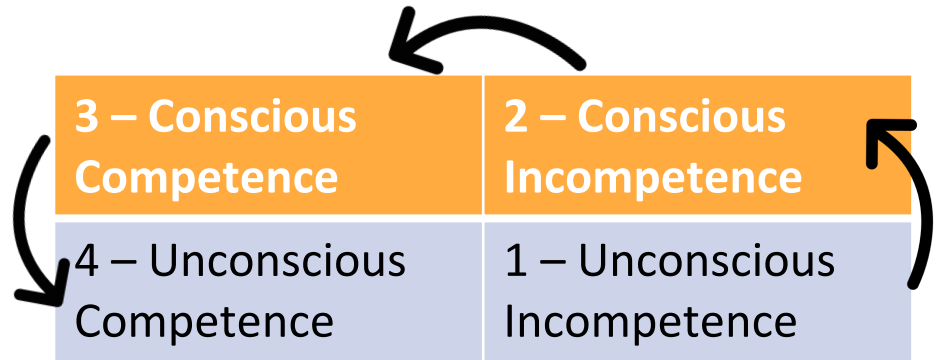 3 – Conscious
Competence
2 – Conscious
Incompetence
4 – Unconscious
Competence
1 – Unconscious
Incompetence